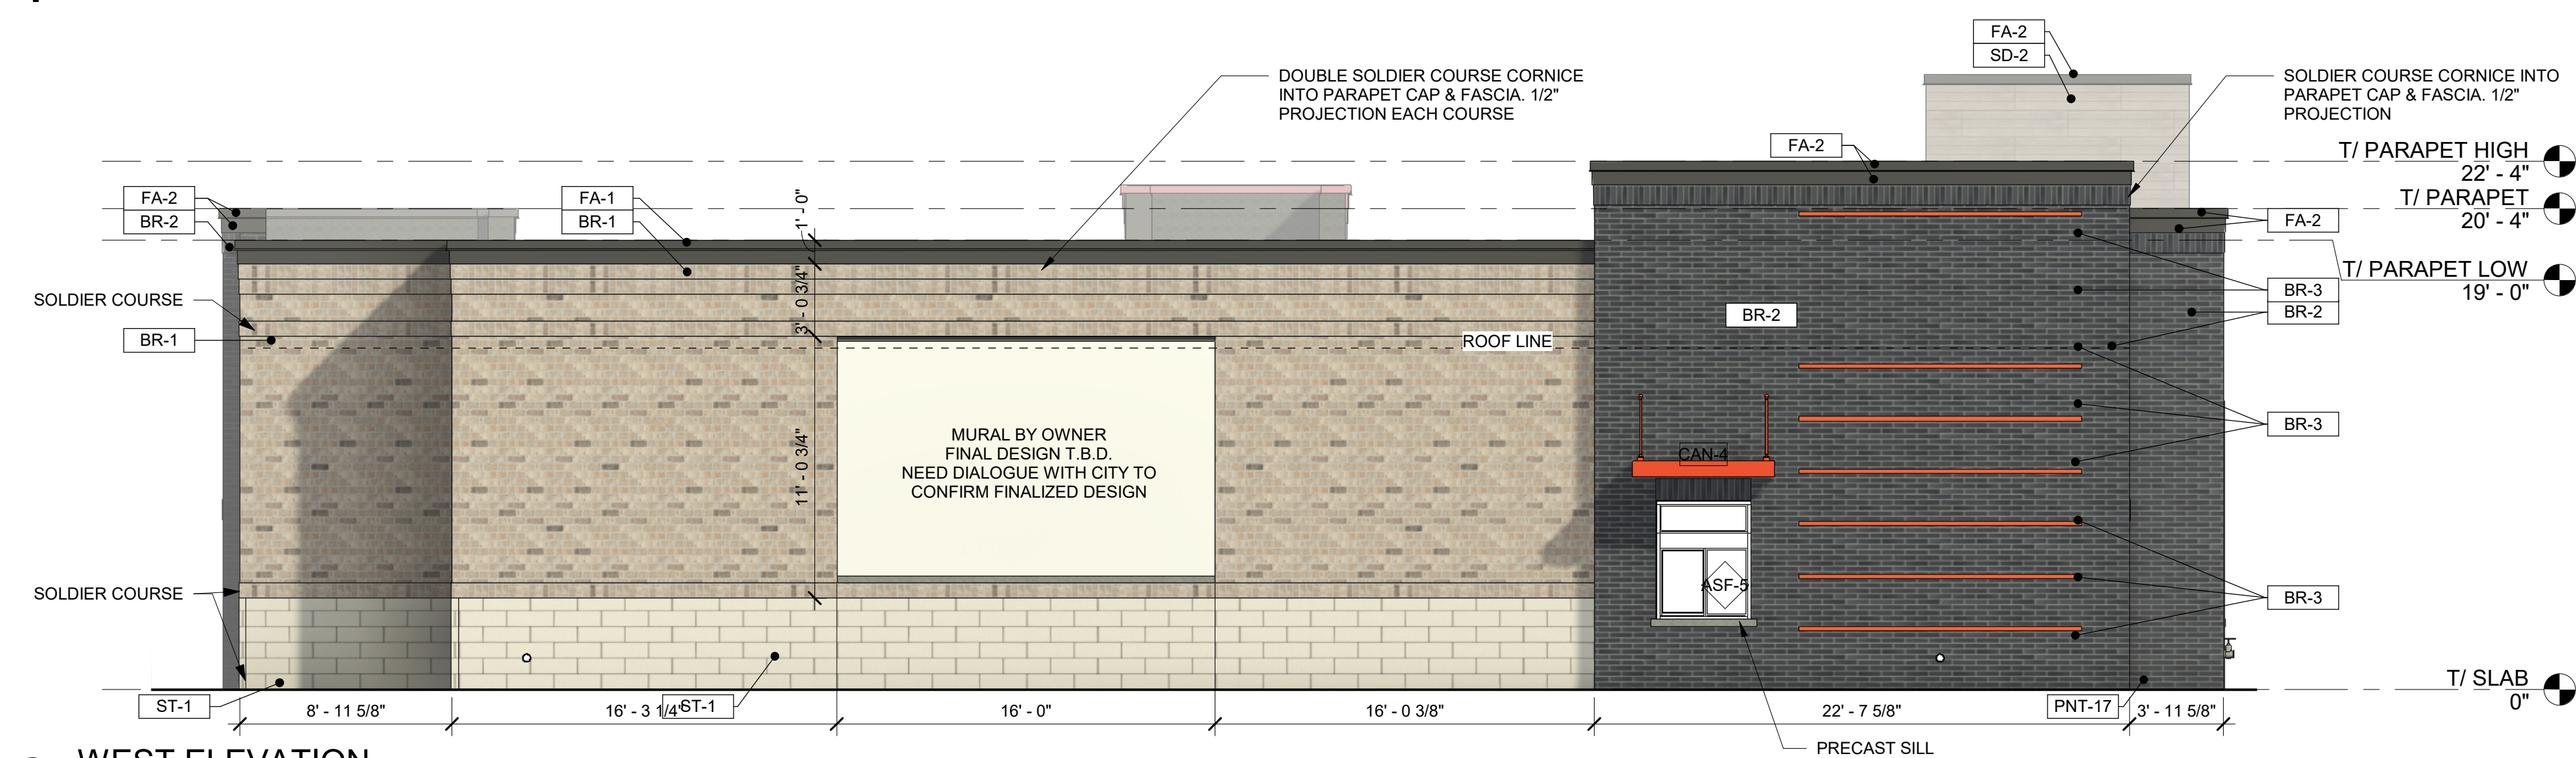 FA-2
SD-2
DOUBLE SOLDIER COURSE CORNICE
INTO PARAPET CAP & FASCIA. 1/2"
PROJECTION EACH COURSE
SOLDIER COURSE CORNICE INTO
PARAPET CAP & FASCIA. 1/2"
PROJECTION
FA-2
T/ PARAPET HIGH
22' - 4"
FA-2
BR-2
FA-1
BR-1
1' - 0"
T/ PARAPET
20' - 4"
FA-2
T/ PARAPET LOW
19' - 0"
SOLDIER COURSE
3' - 0 3/4"
BR-3
BR-2
BR-2
BR-1
ROOF LINE
MURAL BY OWNER
FINAL DESIGN T.B.D.
NEED DIALOGUE WITH CITY TO
CONFIRM FINALIZED DESIGN
11' - 0 3/4"
CAN-4
BR-3
ASF-5
SOLDIER COURSE
BR-3
T/ SLAB
0"
ST-1
8' - 11 5/8"
16' - 3 1/4"
ST-1
16' - 0"
16' - 0 3/8"
22' - 7 5/8"
PNT-17
3' - 11 5/8"
PRECAST SILL
WEST ELEVATION